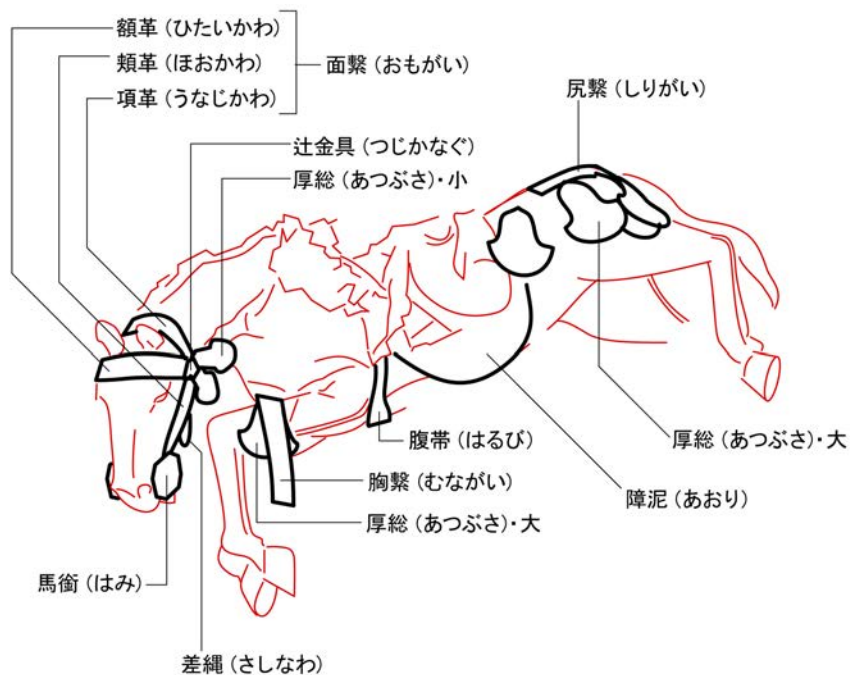 額革（ひたいかわ）
頬革（ほおかわ）
項革（うなじかわ）
面繋（おもがい）
尻繋（しりがい）
辻金具（つじかなぐ）
厚総（あつぶさ）・小
腹帯（はるび）
厚総（あつぶさ）・大
胸繋（むながい）
障泥（あおり）
厚総（あつぶさ）・大
馬銜（はみ）
差縄（さしなわ）